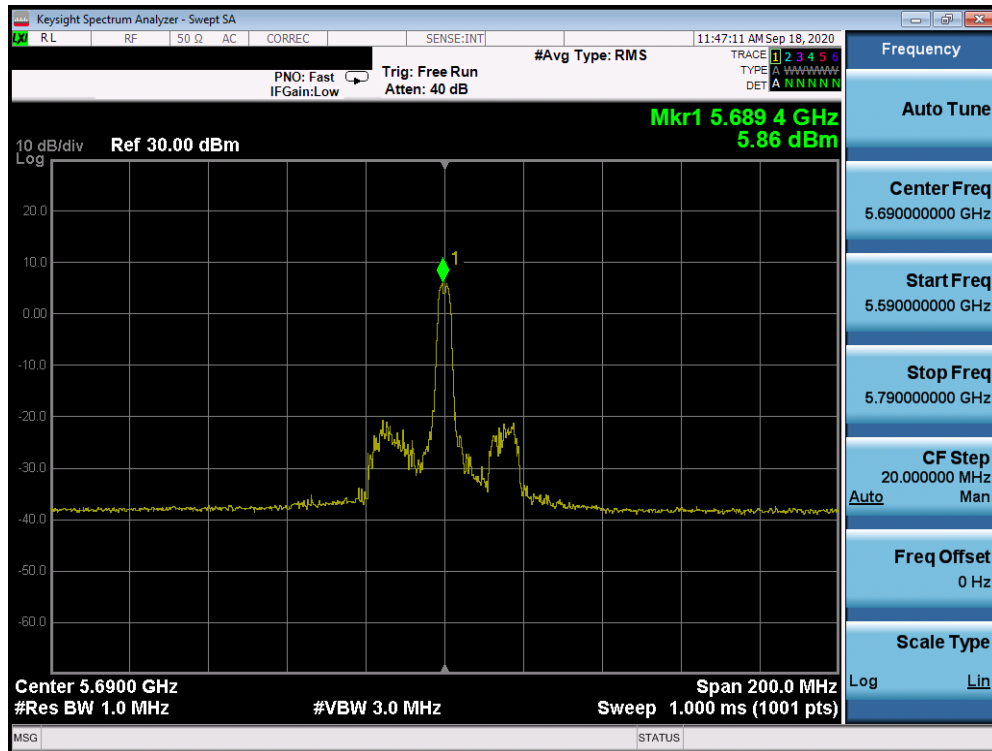 Keysight Spectrum Analyzer - Swept SA
LXI RL RF 50 Ω AC CORREC SENSE:INT 11:47:11 AM Sep 18, 2020
PNO: Fast
IFGain:Low
Trig: Free Run
Atten: 40 dB
#Avg Type: RMS
TRACE 1 2 3 4 5 6
TYPE A WWWWW
DET A N N N N N
Mkr1 5.689 4 GHz
5.86 dBm
10 dB/div Ref 30.00 dBm
Log
20.0
10.0
0.00
-10.0
-20.0
-30.0
-40.0
-50.0
-60.0
1
Center 5.6900 GHz Span 200.0 MHz
#Res BW 1.0 MHz #VBW 3.0 MHz Sweep 1.000 ms (1001 pts)
MSG STATUS
Frequency
Auto Tune
Center Freq
5.690000000 GHz
Start Freq
5.590000000 GHz
Stop Freq
5.790000000 GHz
CF Step
20.000000 MHz
Auto Man
Freq Offset
0 Hz
Scale Type
Log Lin